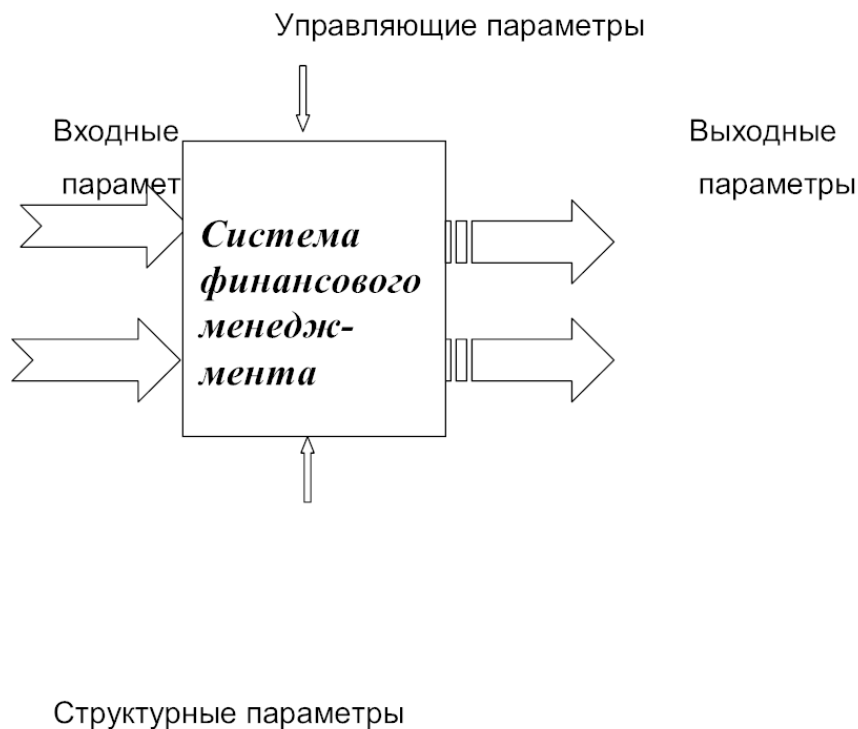 Управляющие параметры
Входные
парамет
Выходные
параметры
Система
финансового
менедж-
мента
Структурные параметры